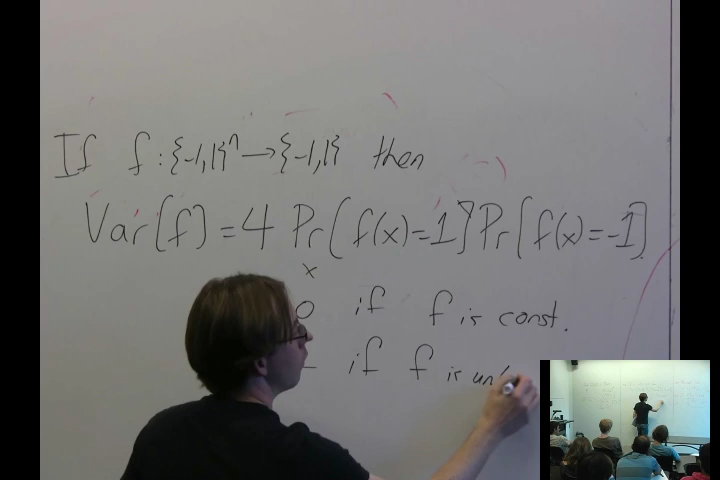 If f : {-1,1}ⁿ → {-1,1} then
Var[f] = 4 Pr[f(x)=1] Pr[f(x)=-1]
x
0 if f is const.
if f is